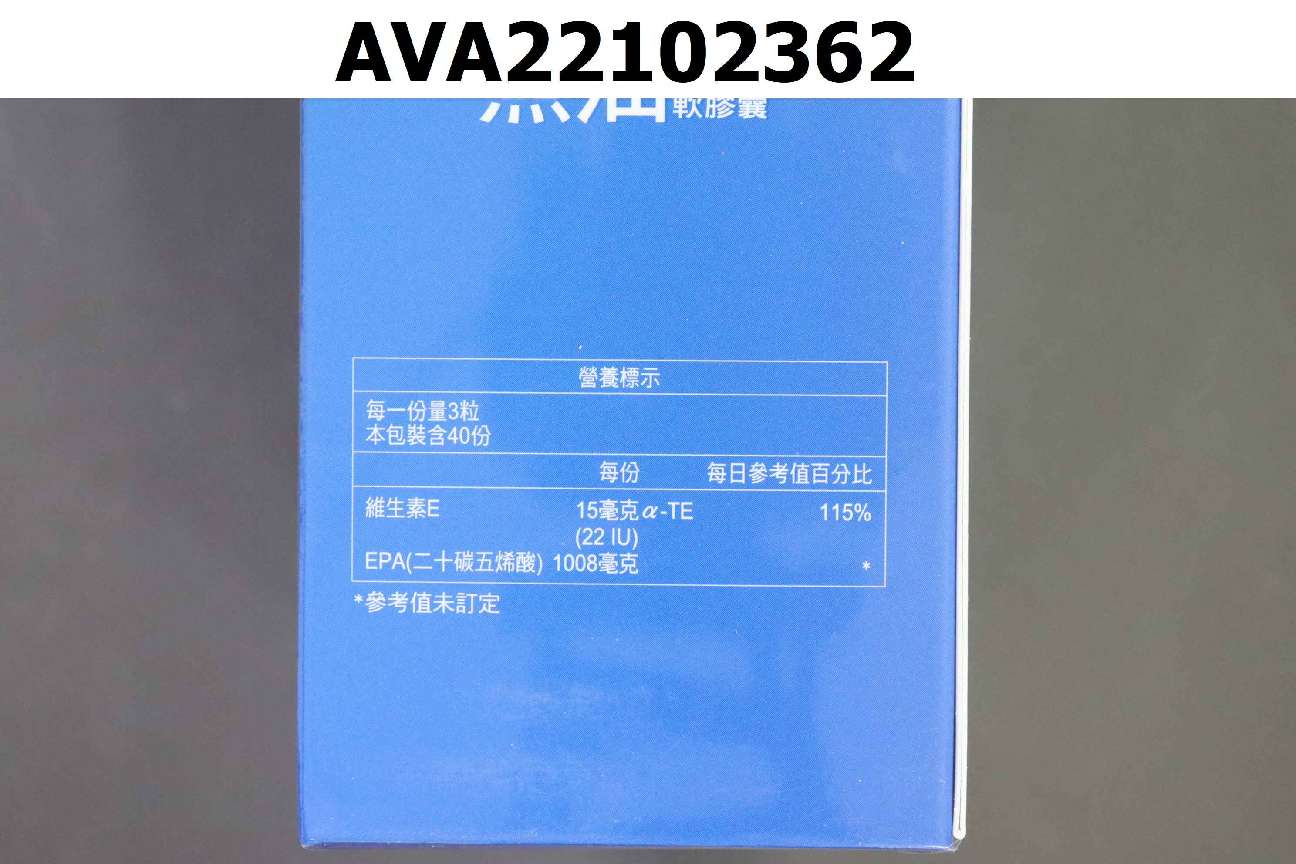 AVA22102362
軟膠囊
營養標示
每一份量3粒
本包裝含40份
每份 每日參考值百分比
維生素E 15毫克α-TE 115%
(22 IU)
EPA(二十碳五烯酸) 1008毫克 *
*參考值未訂定